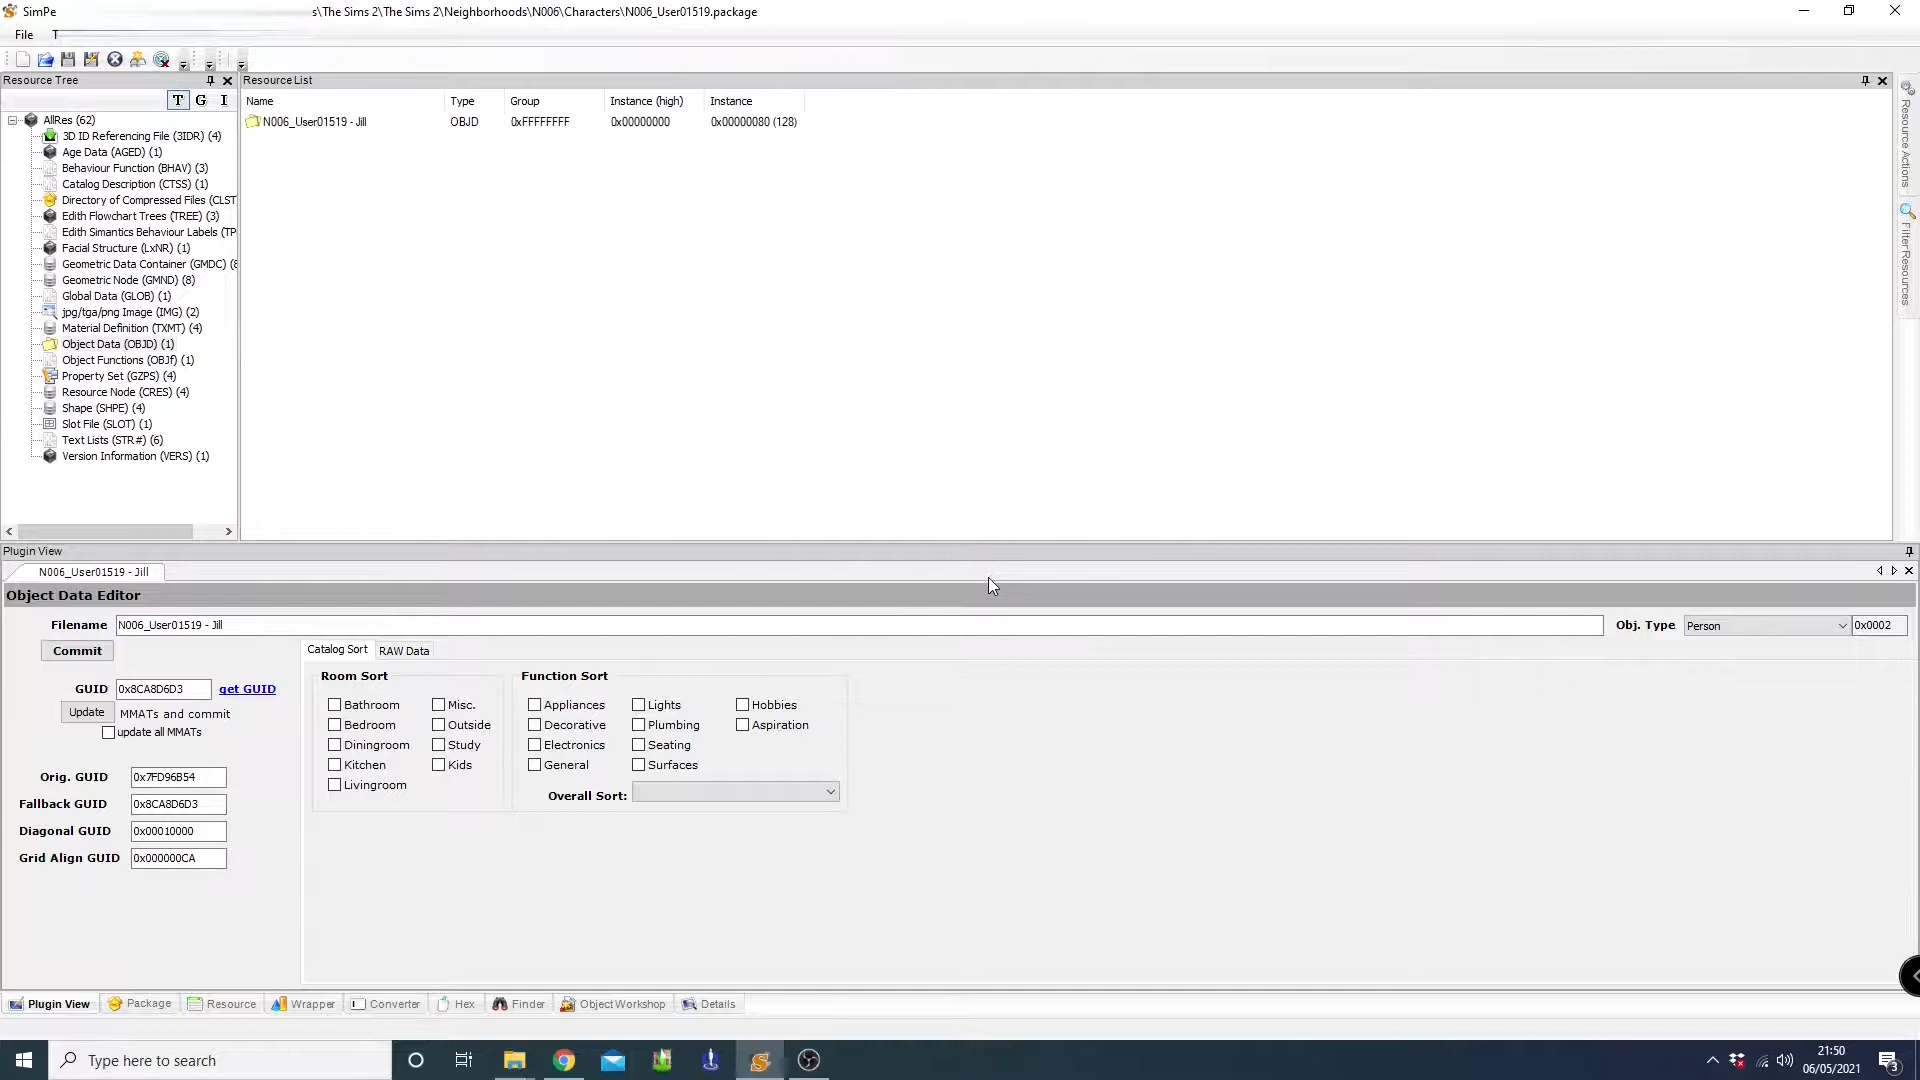 SimPe s\The Sims 2\The Sims 2\Neighborhoods\N006\Characters\N006_User01519.package
File T
Resource Tree
T G I
AllRes (62)
3D ID Referencing File (3IDR) (4)
Age Data (AGED) (1)
Behaviour Function (BHAV) (3)
Catalog Description (CTSS) (1)
Directory of Compressed Files (CLST
Edith Flowchart Trees (TREE) (3)
Edith Simantics Behaviour Labels (TP
Facial Structure (LxNR) (1)
Geometric Data Container (GMDC) (8
Geometric Node (GMND) (8)
Global Data (GLOB) (1)
jpg/tga/png Image (IMG) (2)
Material Definition (TXMT) (4)
Object Data (OBJD) (1)
Object Functions (OBJf) (1)
Property Set (GZPS) (4)
Resource Node (CRES) (4)
Shape (SHPE) (4)
Slot File (SLOT) (1)
Text Lists (STR#) (6)
Version Information (VERS) (1)
Resource List
Name Type Group Instance (high) Instance
N006_User01519 - Jill OBJD 0xFFFFFFFF 0x00000000 0x00000080 (128)
Resource Actions
Filter Resources
Plugin View
N006_User01519 - Jill
Object Data Editor
Filename N006_User01519 - Jill Obj. Type Person 0x0002
Commit
GUID 0x8CA8D6D3 get GUID
Update MMATs and commit
update all MMATs
Orig. GUID 0x7FD96B54
Fallback GUID 0x8CA8D6D3
Diagonal GUID 0x00010000
Grid Align GUID 0x000000CA
Catalog Sort RAW Data
Room Sort
Bathroom Misc.
Bedroom Outside
Diningroom Study
Kitchen Kids
Livingroom
Function Sort
Appliances Lights Hobbies
Decorative Plumbing Aspiration
Electronics Seating
General Surfaces
Overall Sort:
Plugin View Package Resource Wrapper Converter Hex Finder Object Workshop Details
Type here to search
21:50
06/05/2021
3